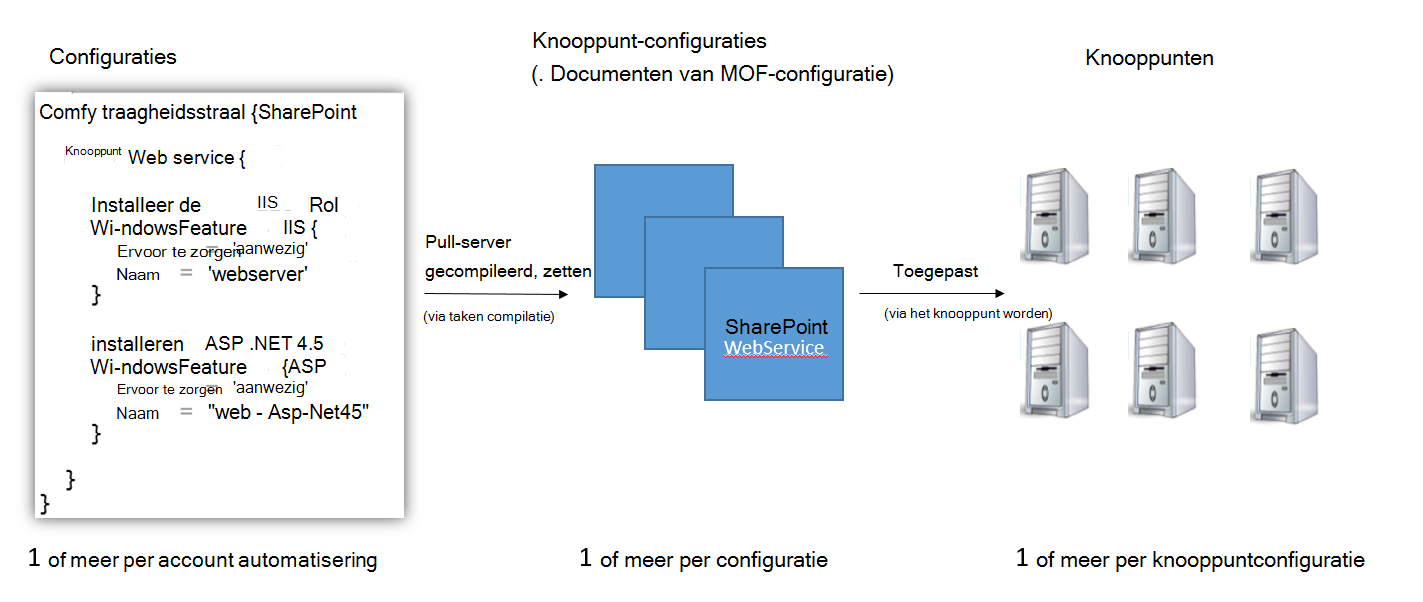 Configuraties
Comfy traagheidsstraal {SharePoint
Knooppunt Web service {
Installeer de IIS Rol
Wi-ndowsFeature IIS {
Ervoor te zorgen = 'aanwezig'
Naam = 'webserver'
}
installeren ASP .NET 4.5
Wi-ndowsFeature {ASP
Ervoor te zorgen = 'aanwezig'
Naam = "web - Asp-Net45"
}
}
}
1 of meer per account automatisering
Pull-server
gecompileerd, zetten
(via taken compilatie)
Knooppunt-configuraties
(. Documenten van MOF-configuratie)
SharePoint
WebService
1 of meer per configuratie
Toegepast
(via het knooppunt worden)
Knooppunten
1 of meer per knooppuntconfiguratie